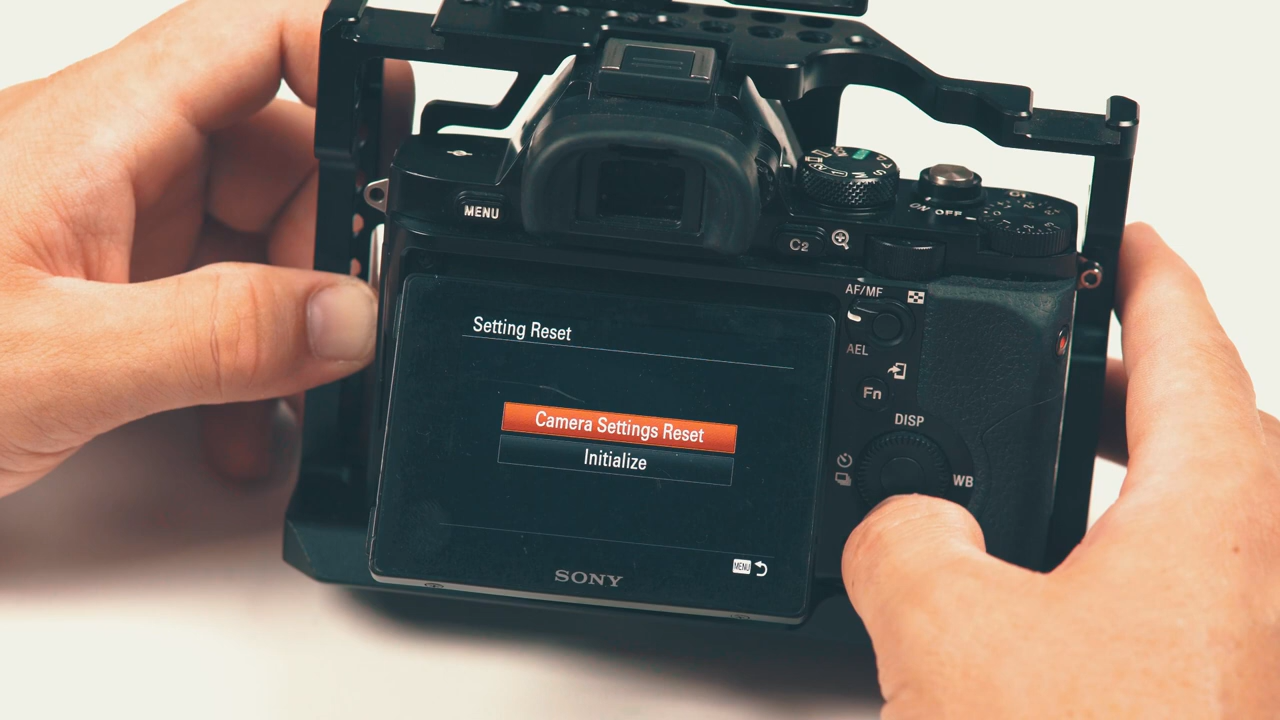 MENU
C2
ON OFF
AF/MF
AEL
Fn
DISP
WB
Setting Reset
Camera Settings Reset
Initialize
MENU
SONY